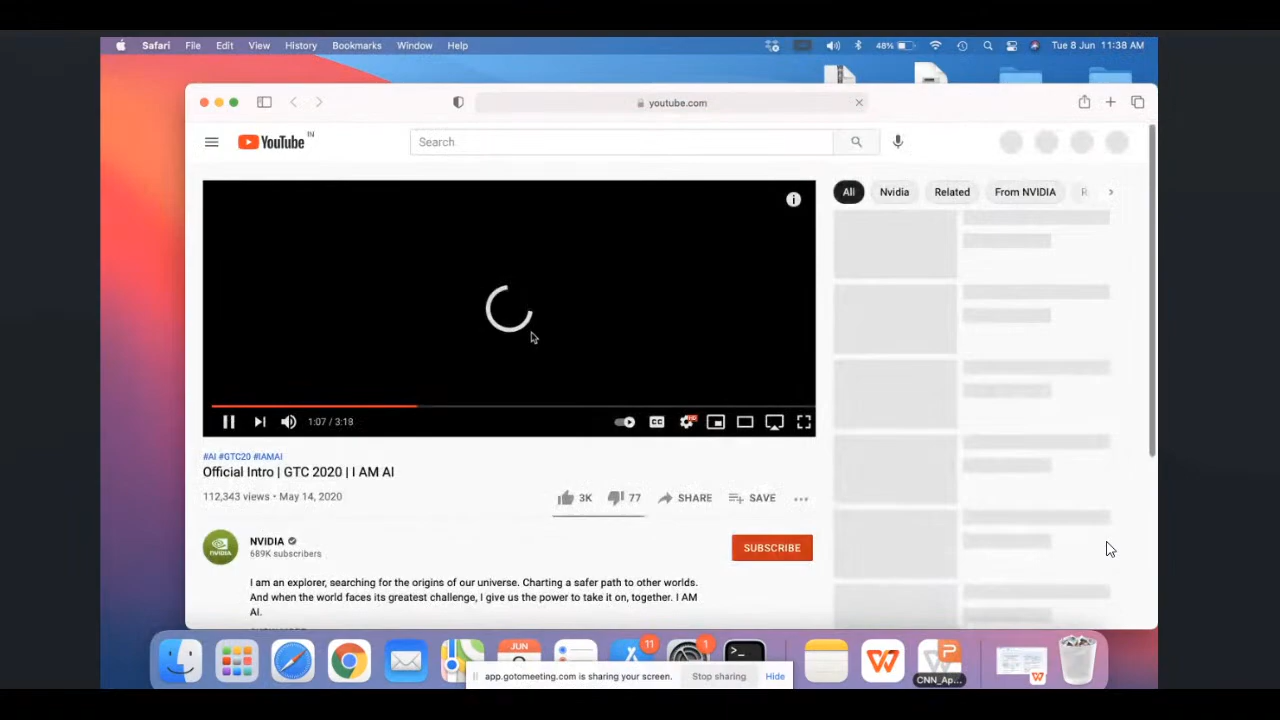 Safari File Edit View History Bookmarks Window Help 48% Tue 8 Jun 11:38 AM
youtube.com
YouTube IN Search
i
All Nvidia Related From NVIDIA R
1:07 / 3:18 CC HD
#AI #GTC20 #IAMAI
Official Intro | GTC 2020 | I AM AI
112,343 views • May 14, 2020 3K 77 SHARE SAVE
NVIDIA
689K subscribers
SUBSCRIBE
I am an explorer, searching for the origins of our universe. Charting a safer path to other worlds.
And when the world faces its greatest challenge, I give us the power to take it on, together. I AM
AI.
JUN 11 1
app.gotomeeting.com is sharing your screen. Stop sharing Hide
CNN_Ap...